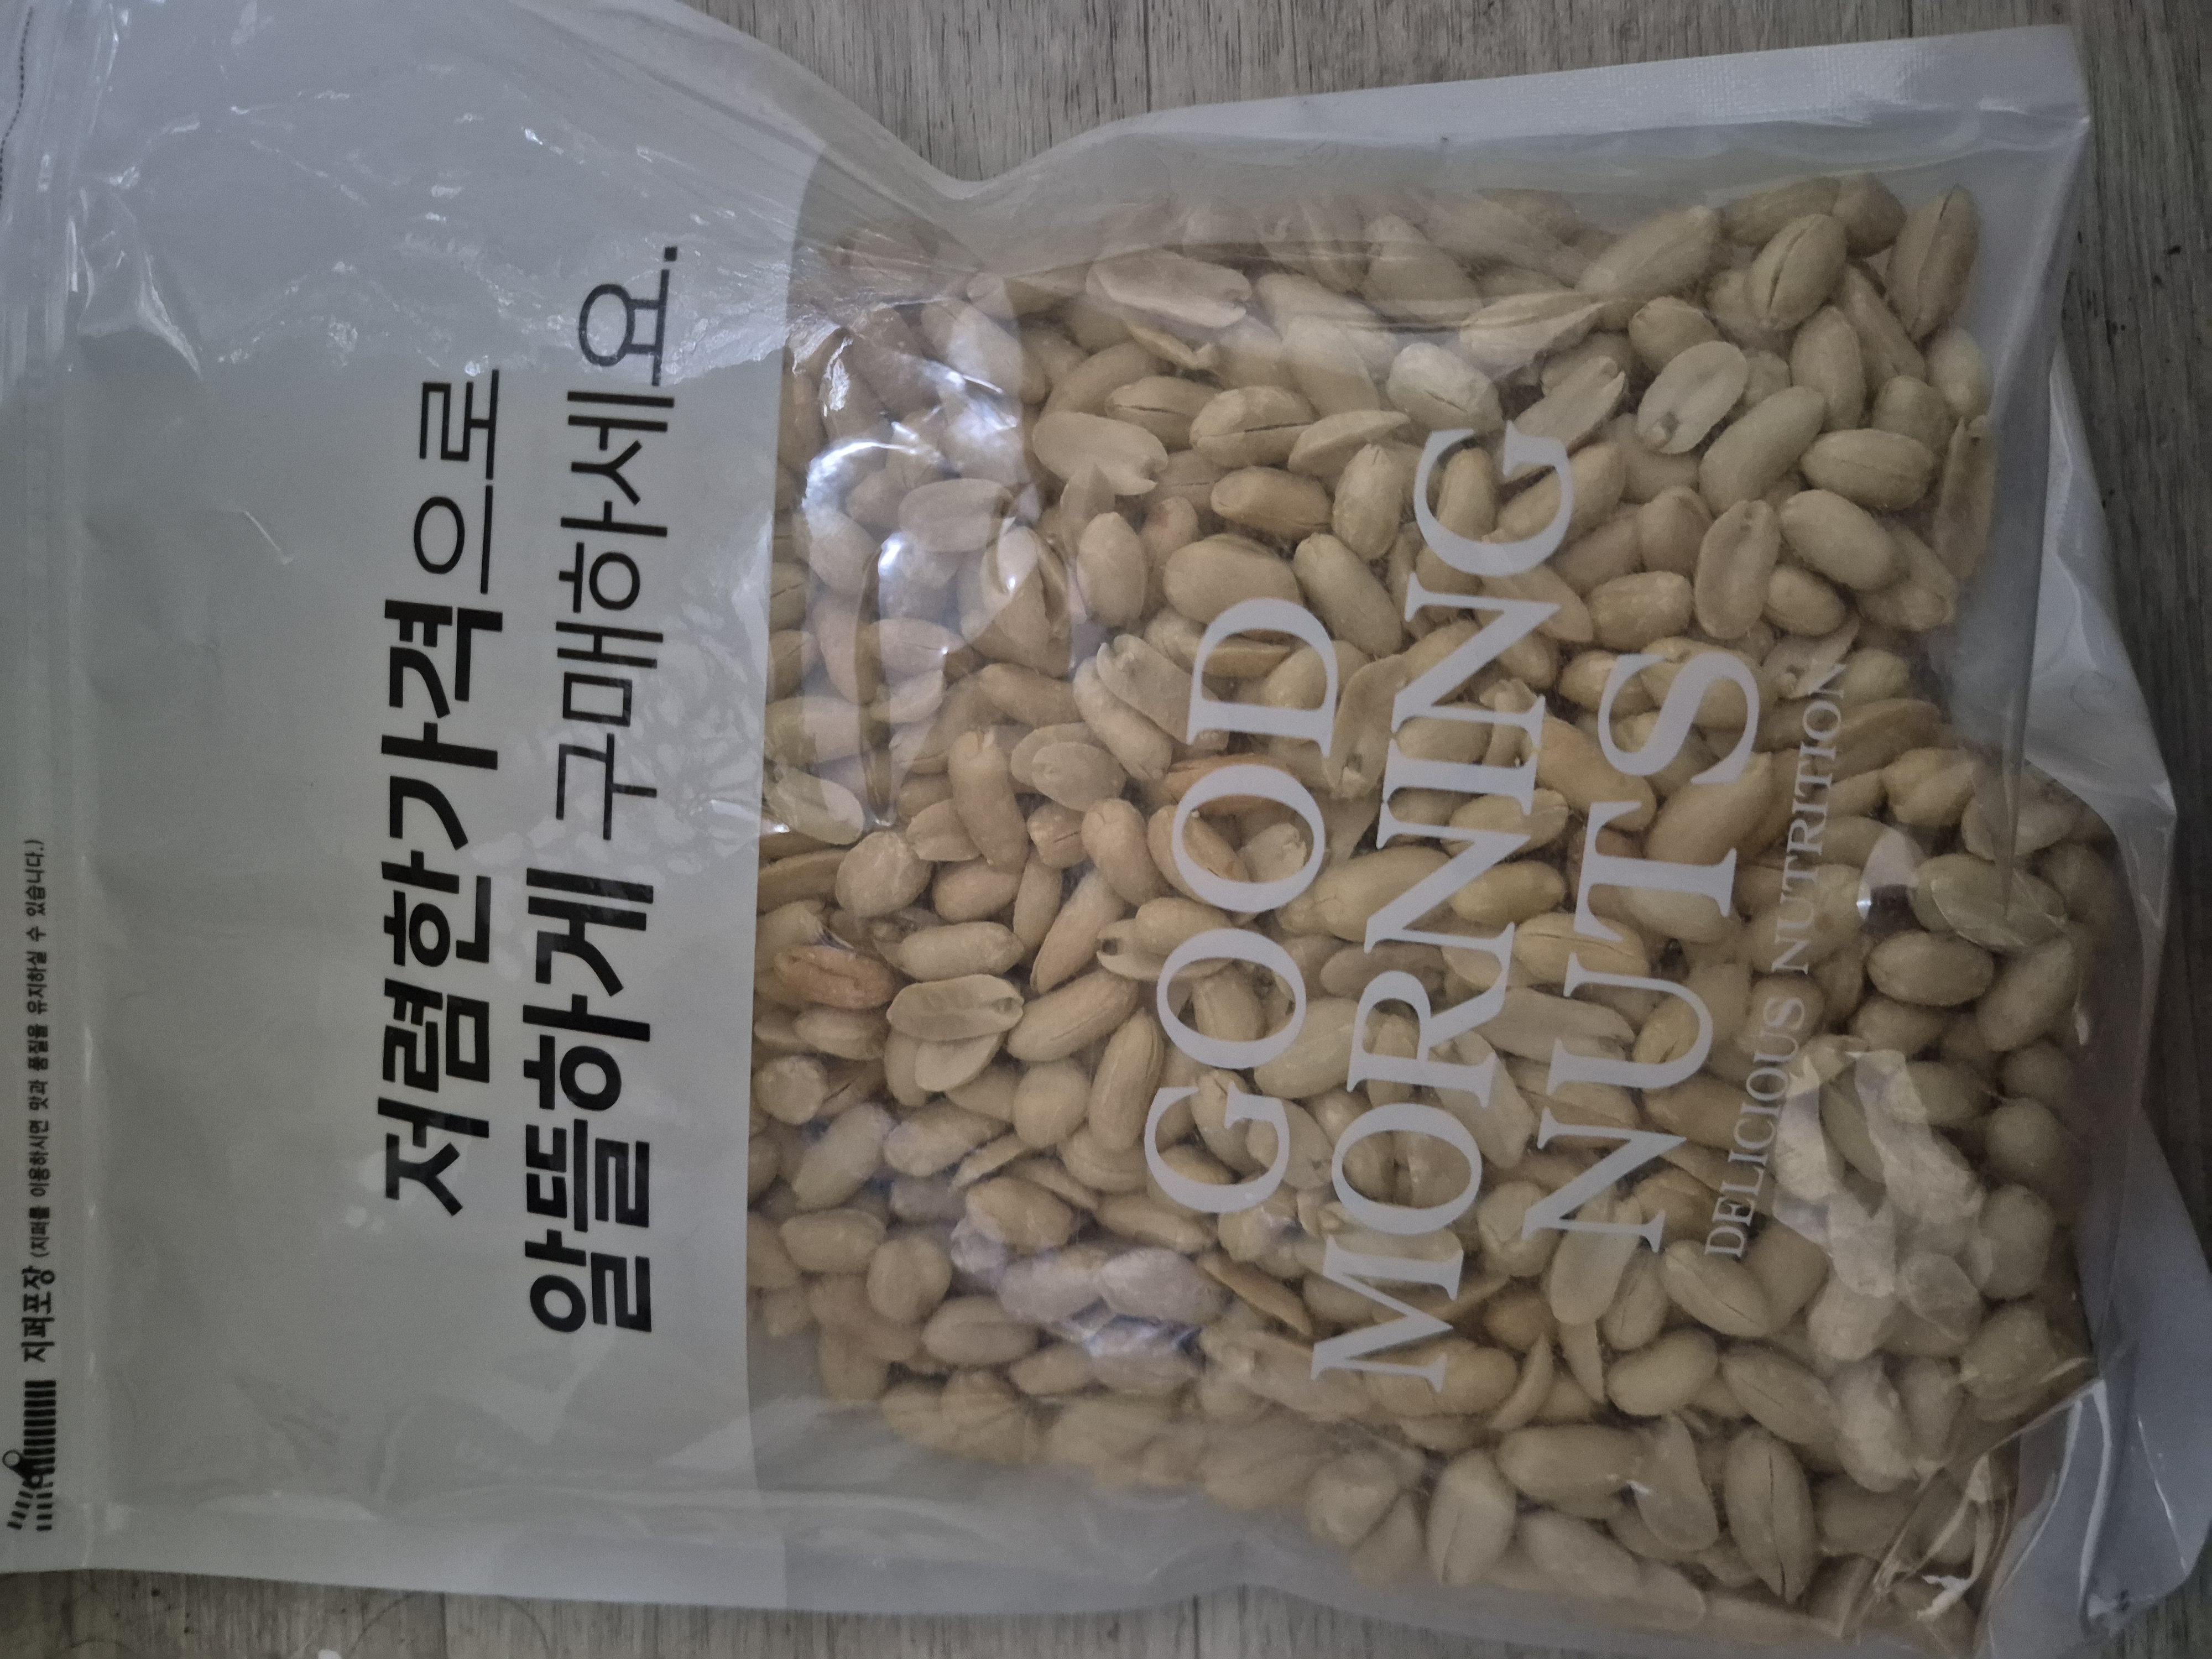 지퍼포장 (지퍼를 이용하시면 맛과 품질을 유지하실 수 있습니다.)
저렴한가격으로
알뜰하게 구매하세요.
GOOD
MORNING
NUTS
DELICIOUS NUTRITION